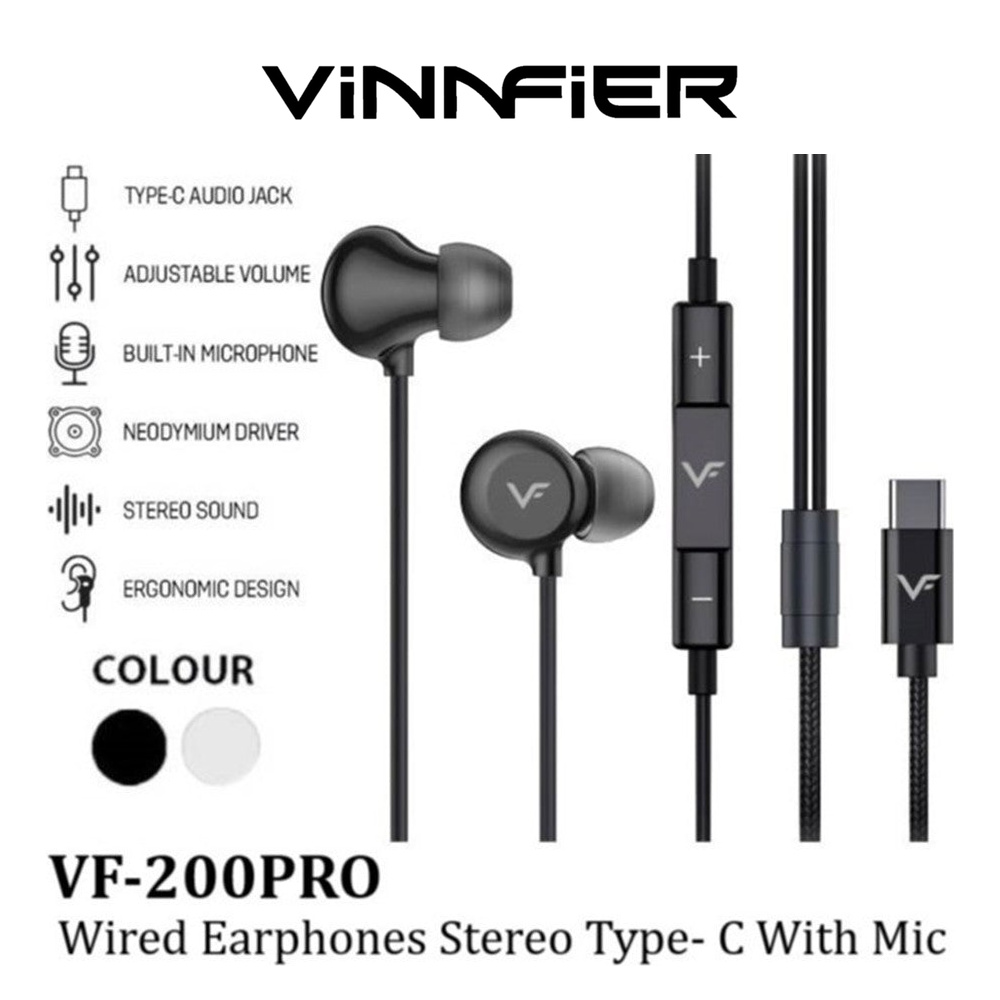 ViNNFiER
TYPE-C AUDIO JACK
ADJUSTABLE VOLUME
BUILT-IN MICROPHONE
NEODYMIUM DRIVER
STEREO SOUND
ERGONOMIC DESIGN
COLOUR
+
VF
VF
–
VF
VF-200PRO
Wired Earphones Stereo Type- C With Mic